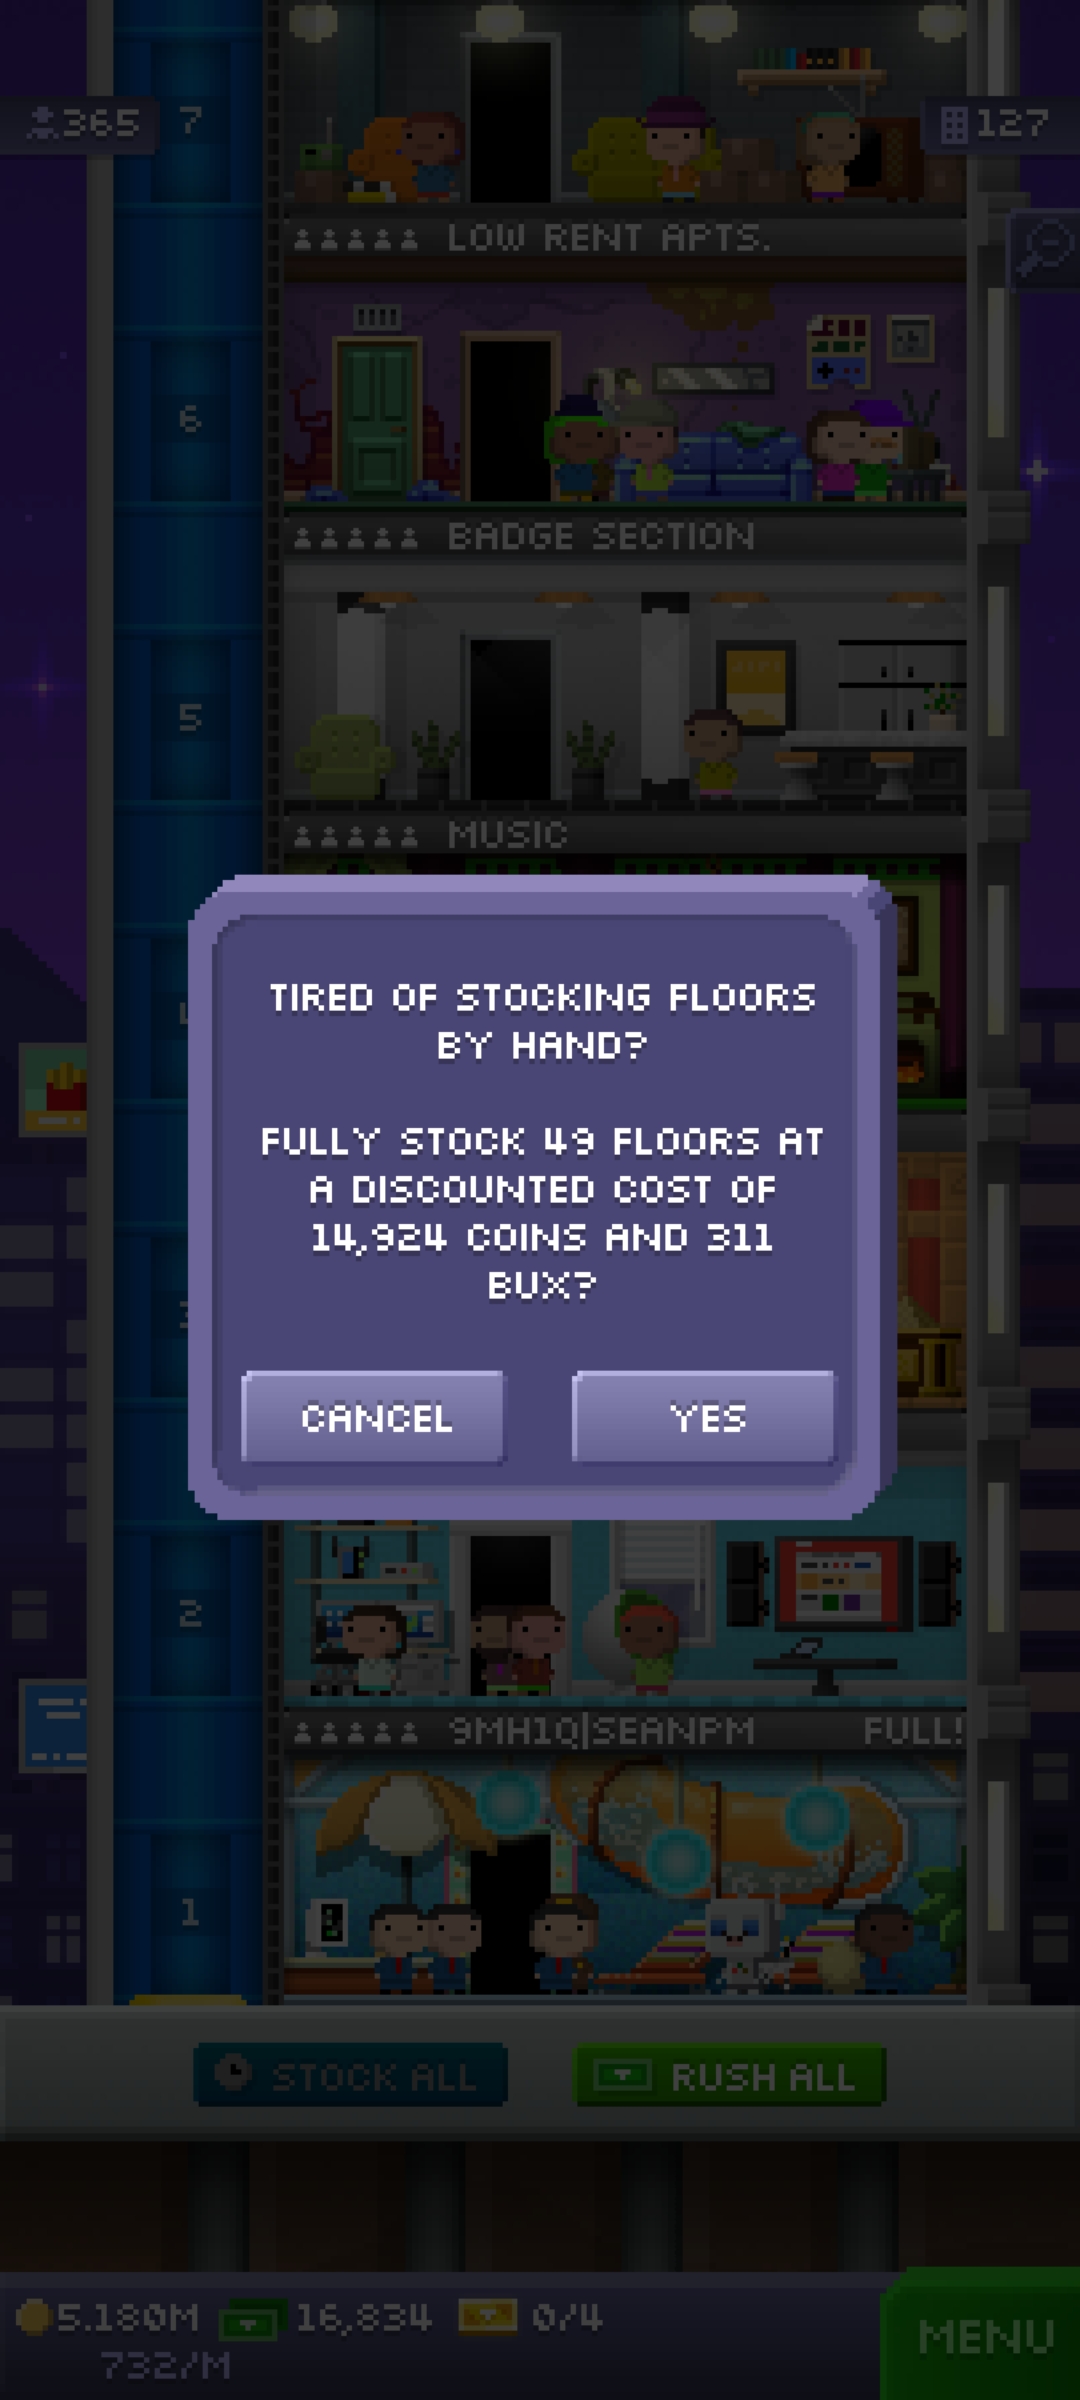 365
7
127
LOW RENT APTS.
6
BADGE SECTION
5
MUSIC
TIRED OF STOCKING FLOORS
BY HAND?
FULLY STOCK 49 FLOORS AT
A DISCOUNTED COST OF
14,924 COINS AND 311
BUX?
CANCEL
YES
2
9MH1Q|SEANPM
FULL!
1
STOCK ALL
RUSH ALL
5.180M
16,834
0/4
732/M
MENU